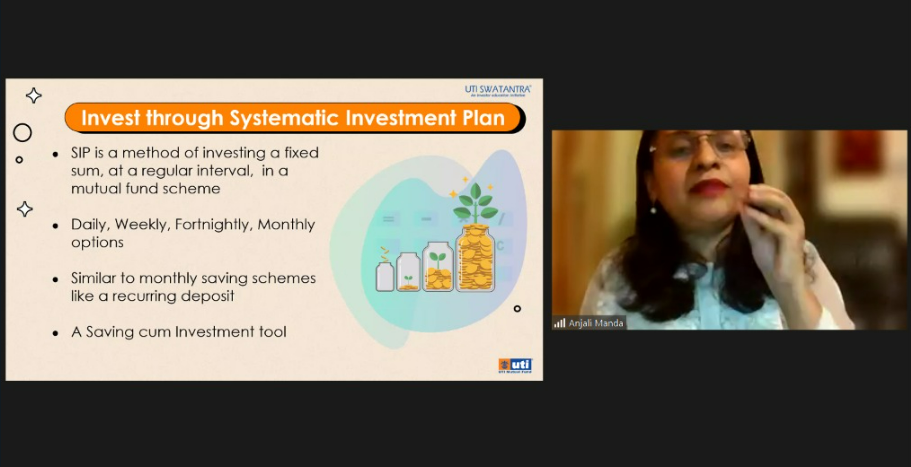 UTI SWATANTRA
An investor education initiative
Invest through Systematic Investment Plan
• SIP is a method of investing a fixed
sum, at a regular interval, in a
mutual fund scheme
• Daily, Weekly, Fortnightly, Monthly
options
• Similar to monthly saving schemes
like a recurring deposit
• A Saving cum Investment tool
uti
UTI Mutual Fund
Anjali Manda